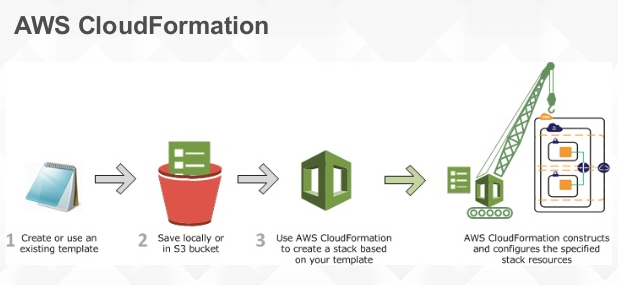 AWS CloudFormation
1 Create or use an
existing template
2 Save locally or
in S3 bucket
3 Use AWS CloudFormation
to create a stack based
on your template
AWS CloudFormation constructs
and configures the specified
stack resources